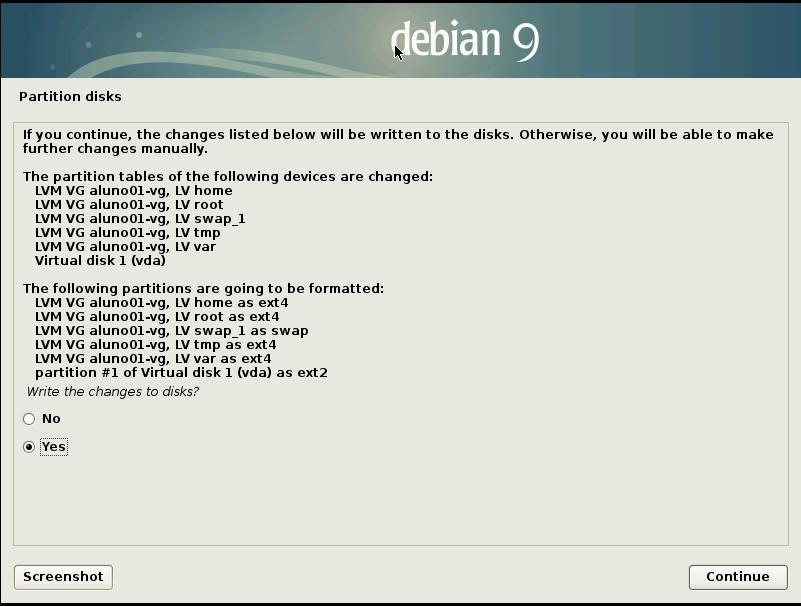 debian 9
Partition disks
If you continue, the changes listed below will be written to the disks. Otherwise, you will be able to make
further changes manually.
The partition tables of the following devices are changed:
LVM VG aluno01-vg, LV home
LVM VG aluno01-vg, LV root
LVM VG aluno01-vg, LV swap_1
LVM VG aluno01-vg, LV tmp
LVM VG aluno01-vg, LV var
Virtual disk 1 (vda)
The following partitions are going to be formatted:
LVM VG aluno01-vg, LV home as ext4
LVM VG aluno01-vg, LV root as ext4
LVM VG aluno01-vg, LV swap_1 as swap
LVM VG aluno01-vg, LV tmp as ext4
LVM VG aluno01-vg, LV var as ext4
partition #1 of Virtual disk 1 (vda) as ext2
Write the changes to disks?
No
Yes
Screenshot
Continue